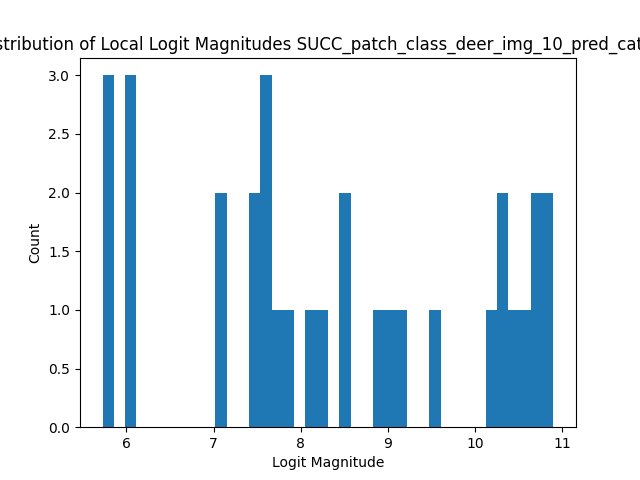 stribution of Local Logit Magnitudes SUCC_patch_class_deer_img_10_pred_cat
3.0
2.5
2.0
1.5
1.0
0.5
0.0
Count
6 7 8 9 10 11
Logit Magnitude